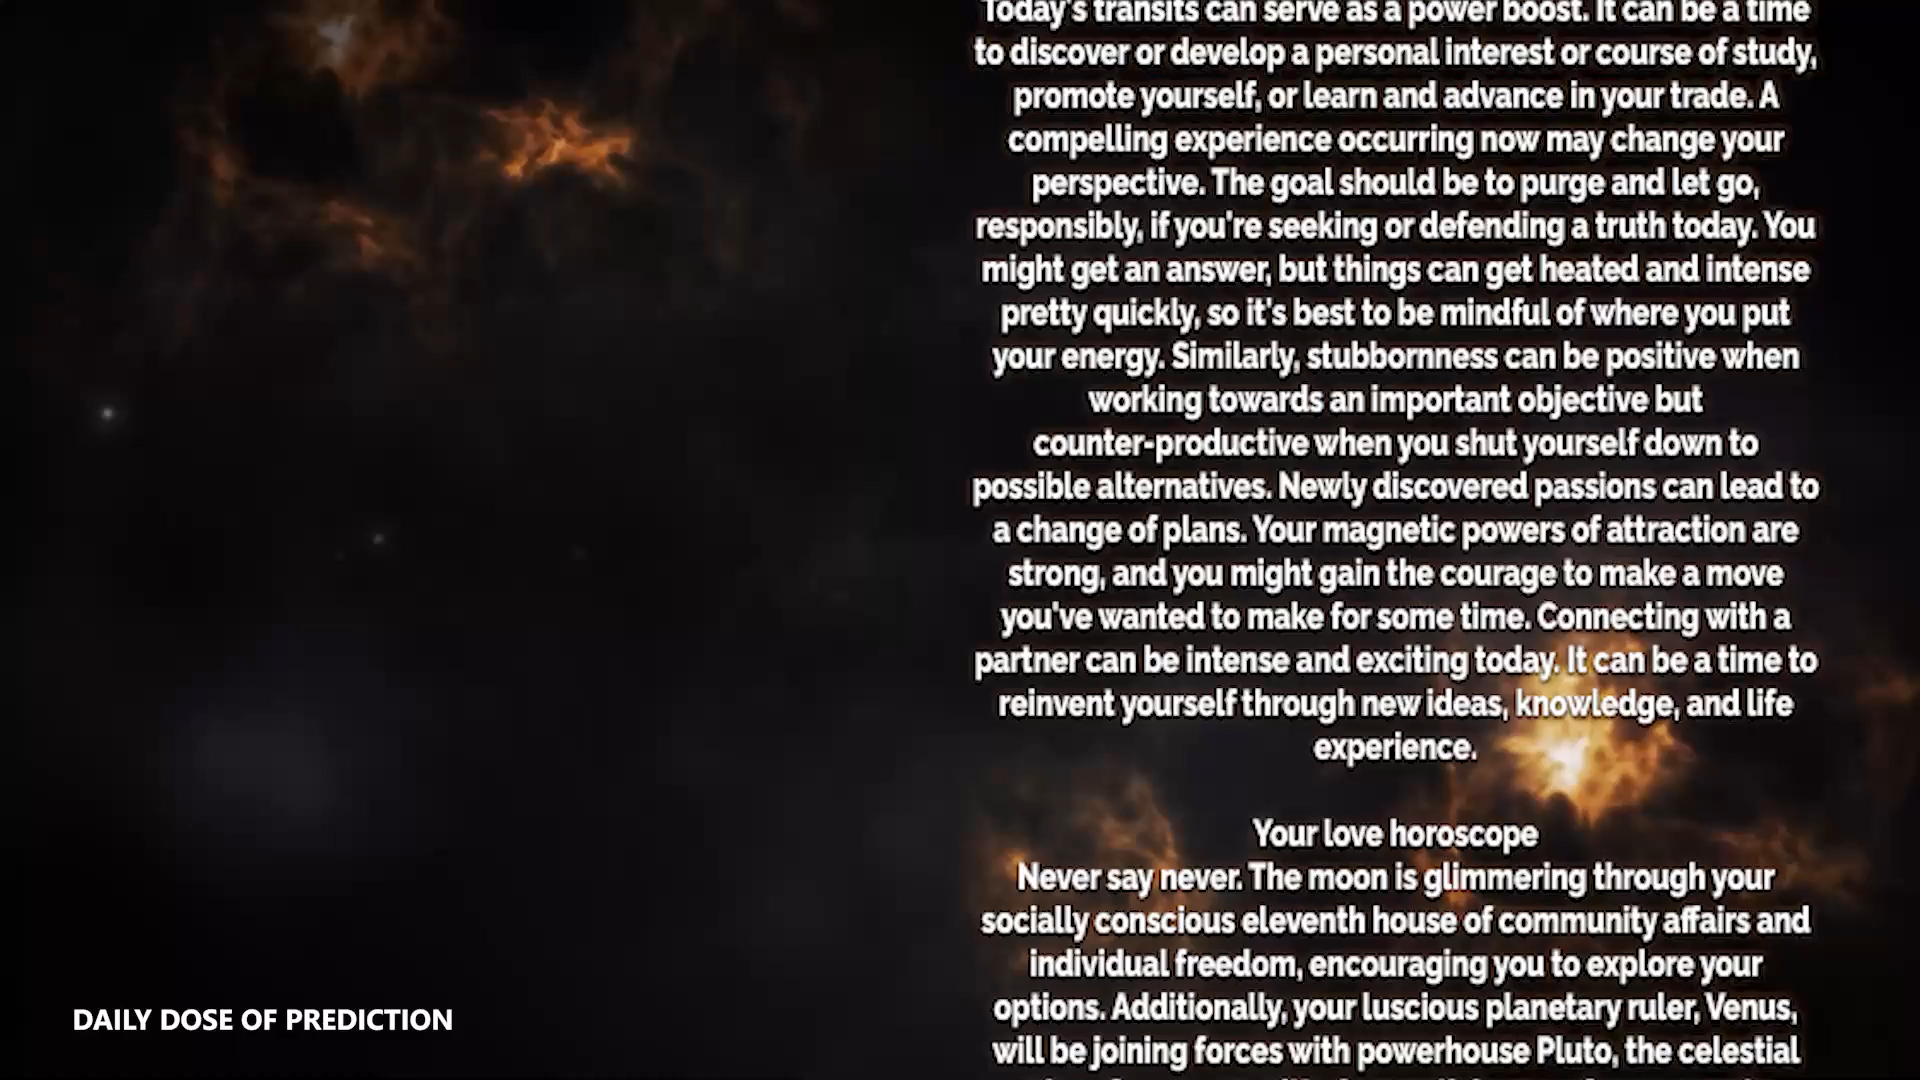 Today's transits can serve as a power boost. It can be a time
to discover or develop a personal interest or course of study,
promote yourself, or learn and advance in your trade. A
compelling experience occurring now may change your
perspective. The goal should be to purge and let go,
responsibly, if you're seeking or defending a truth today. You
might get an answer, but things can get heated and intense
pretty quickly, so it's best to be mindful of where you put
your energy. Similarly, stubbornness can be positive when
working towards an important objective but
counter-productive when you shut yourself down to
possible alternatives. Newly discovered passions can lead to
a change of plans. Your magnetic powers of attraction are
strong, and you might gain the courage to make a move
you've wanted to make for some time. Connecting with a
partner can be intense and exciting today. It can be a time to
reinvent yourself through new ideas, knowledge, and life
experience.
Your love horoscope
Never say never. The moon is glimmering through your
socially conscious eleventh house of community affairs and
individual freedom, encouraging you to explore your
options. Additionally, your luscious planetary ruler, Venus,
will be joining forces with powerhouse Pluto, the celestial
DAILY DOSE OF PREDICTION